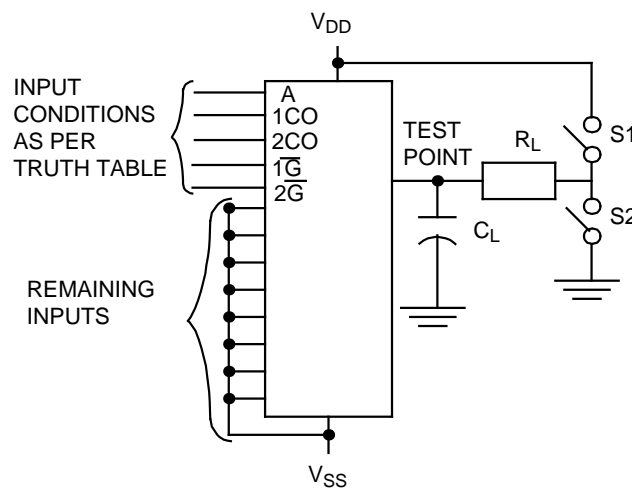 VDD
INPUT
CONDITIONS
AS PER
TRUTH TABLE
A
1CO
2CO
1G̅
2G̅
TEST
POINT
RL
S1
S2
CL
REMAINING
INPUTS
VSS